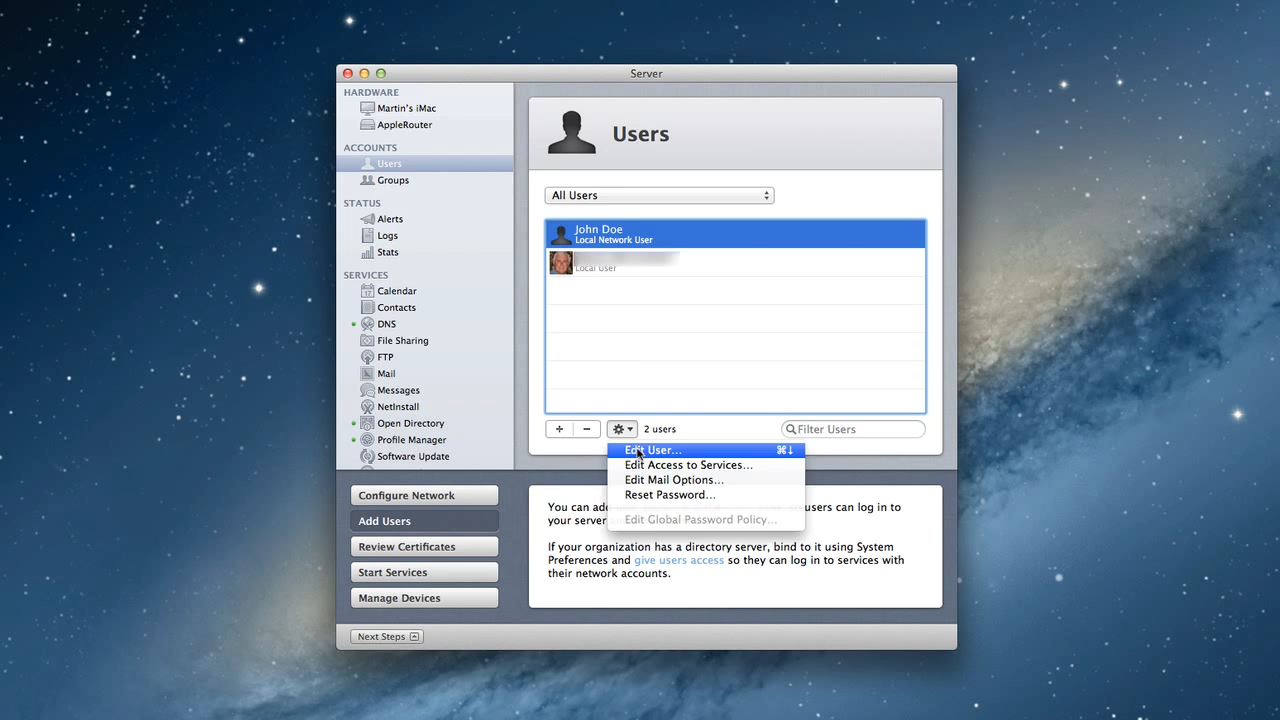 Server
HARDWARE
Martin's iMac
AppleRouter
ACCOUNTS
Users
Groups
STATUS
Alerts
Logs
Stats
SERVICES
17
Calendar
Contacts
DNS
File Sharing
FTP
Mail
Messages
NetInstall
Open Directory
Profile Manager
Software Update
Users
All Users
John Doe
Local Network User
Local User
+ − 2 users
Filter Users
Edit User... ⌘↓
Edit Access to Services...
Edit Mail Options...
Reset Password...
Edit Global Password Policy...
Configure Network
Add Users
Review Certificates
Start Services
Manage Devices
You can ad users can log in to
your server
If your organization has a directory server, bind to it using System
Preferences and give users access so they can log in to services with
their network accounts.
Next Steps